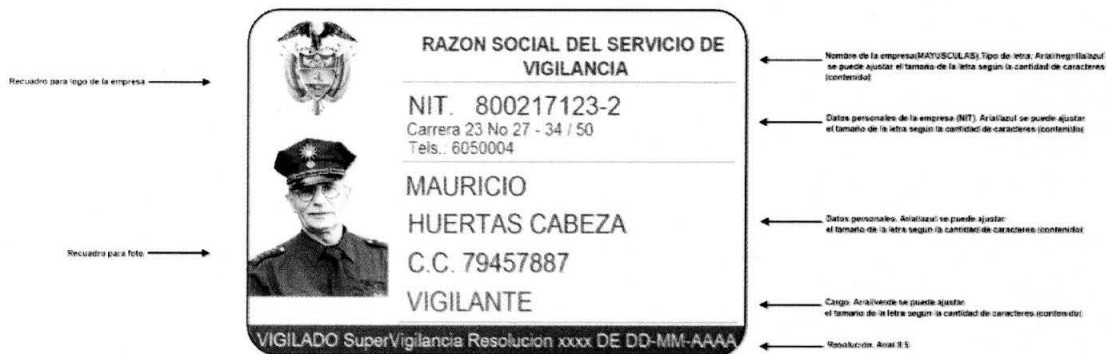 Recuadro para logo de la empresa
RAZON SOCIAL DEL SERVICIO DE
VIGILANCIA
Nombre de la empresa(MAYUSCULAS).Tipo de letra: Arial/negrilla/azul
se puede ajustar el tamaño de la letra según la cantidad de caracteres
(contenido)
NIT. 800217123-2
Carrera 23 No 27 - 34 / 50
Tels.: 6050004
Datos personales de la empresa (NIT). Arial/azul se puede ajustar
el tamaño de la letra según la cantidad de caracteres (contenido)
MAURICIO
HUERTAS CABEZA
C.C. 79457887
VIGILANTE
Datos personales. Arial/azul se puede ajustar
el tamaño de la letra según la cantidad de caracteres (contenido)
Recuadro para foto
Cargo. Arial/verde se puede ajustar
el tamaño de la letra según la cantidad de caracteres (contenido)
VIGILADO SuperVigilancia Resolucion xxxx DE DD-MM-AAAA
Resolución. Arial 8.5